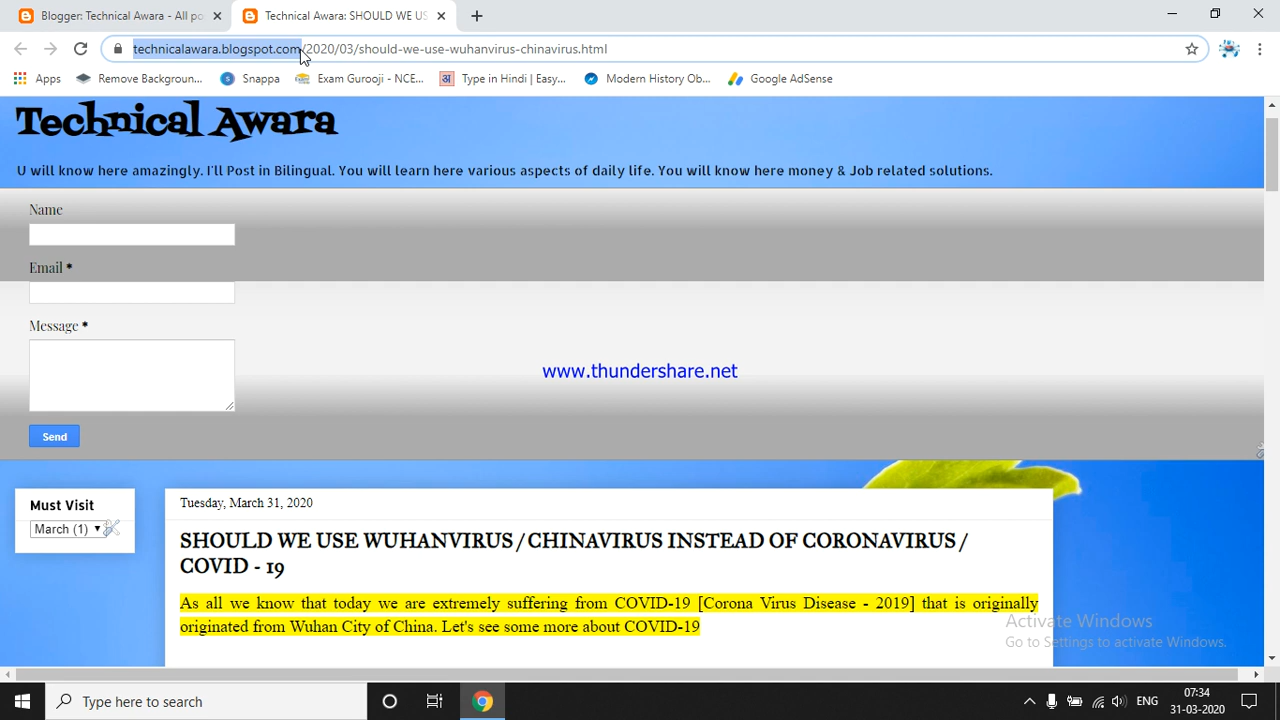 Blogger: Technical Awara - All po
Technical Awara: SHOULD WE US
technicalawara.blogspot.com/2020/03/should-we-use-wuhanvirus-chinavirus.html
Apps
Remove Backgroun...
Snappa
Exam Gurooji - NCE...
अ Type in Hindi | Easy...
Modern History Ob...
Google AdSense
Technical Awara
U will know here amazingly. I'll Post in Bilingual. You will learn here various aspects of daily life. You will know here money & Job related solutions.
Name
Email *
Message *
www.thundershare.net
Send
Must Visit
March (1)
Tuesday, March 31, 2020
SHOULD WE USE WUHANVIRUS / CHINAVIRUS INSTEAD OF CORONAVIRUS /
COVID - 19
As all we know that today we are extremely suffering from COVID-19 [Corona Virus Disease - 2019] that is originally
originated from Wuhan City of China. Let's see some more about COVID-19
Activate Windows
Go to Settings to activate Windows.
Type here to search
ENG
07:34
31-03-2020